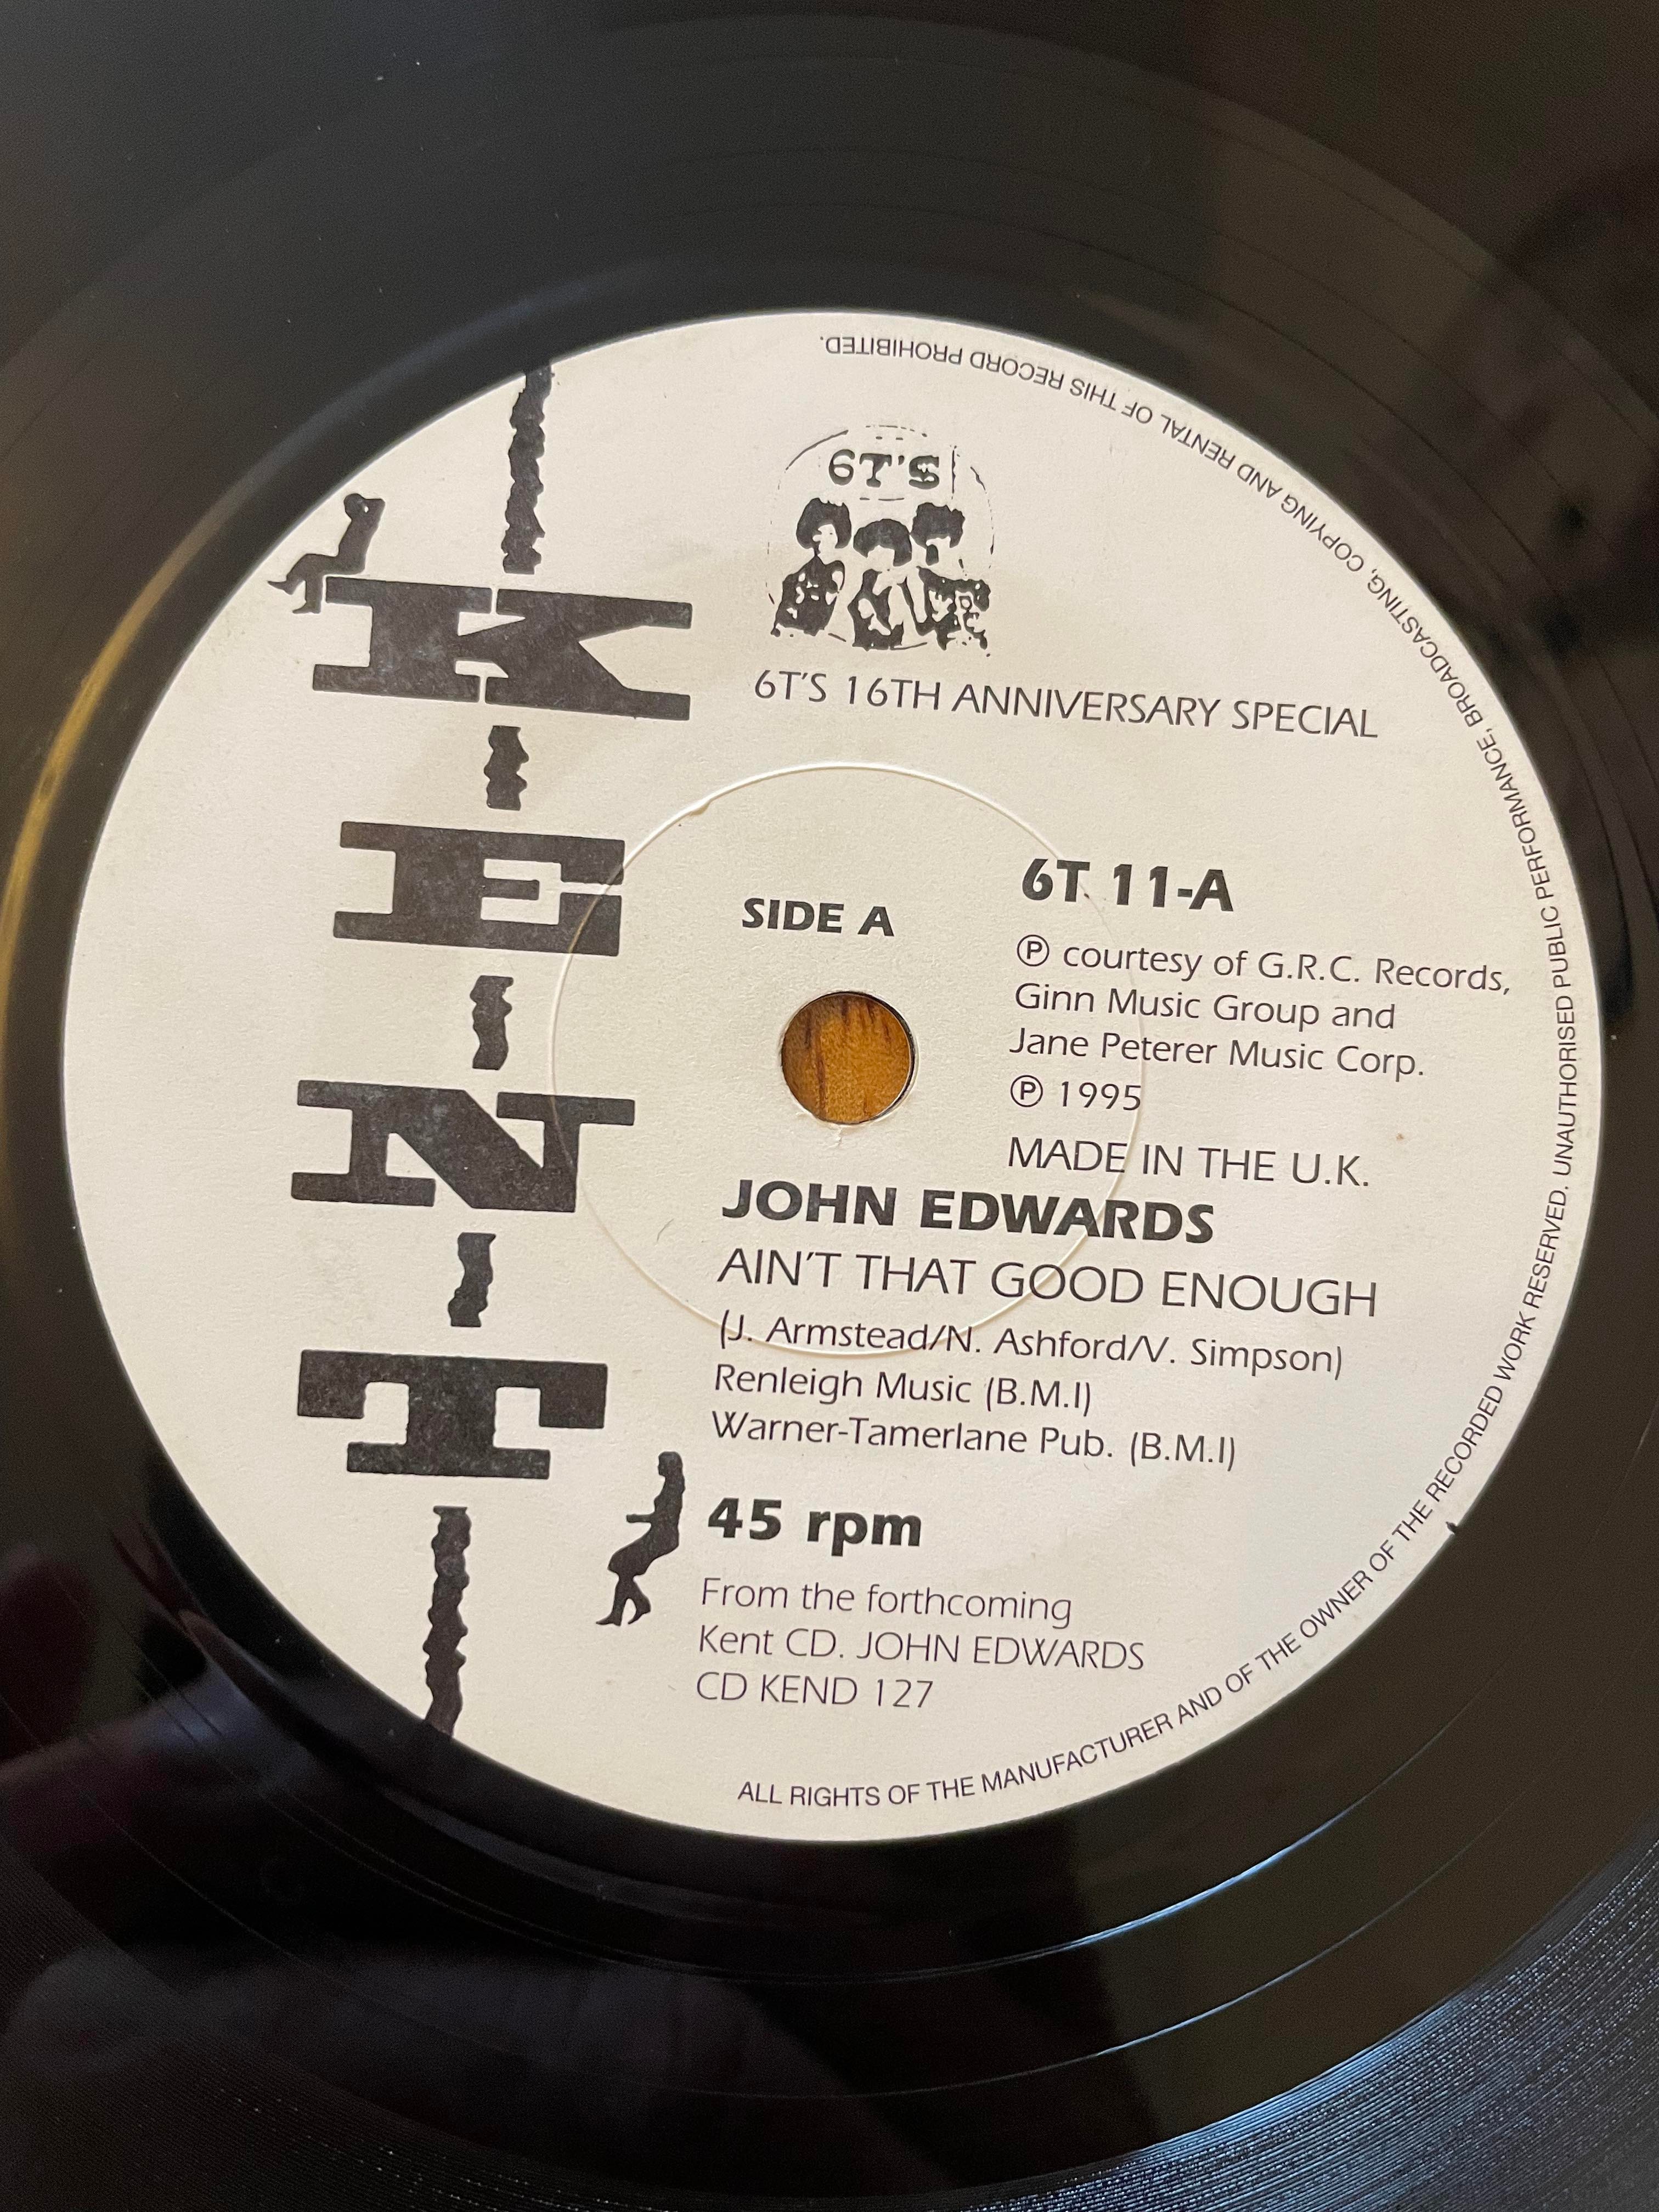 6T'S
KENT
6T'S 16TH ANNIVERSARY SPECIAL
SIDE A
6T 11-A
Ⓟ courtesy of G.R.C. Records,
Ginn Music Group and
Jane Peterer Music Corp.
Ⓟ 1995
MADE IN THE U.K.
JOHN EDWARDS
AIN'T THAT GOOD ENOUGH
(J. Armstead/N. Ashford/V. Simpson)
Renleigh Music (B.M.I)
Warner-Tamerlane Pub. (B.M.I)
45 rpm
From the forthcoming
Kent CD. JOHN EDWARDS
CD KEND 127
ALL RIGHTS OF THE MANUFACTURER AND OF THE OWNER OF THE RECORDED WORK RESERVED. UNAUTHORISED PUBLIC PERFORMANCE, BROADCASTING, COPYING AND RENTAL OF THIS RECORD PROHIBITED.